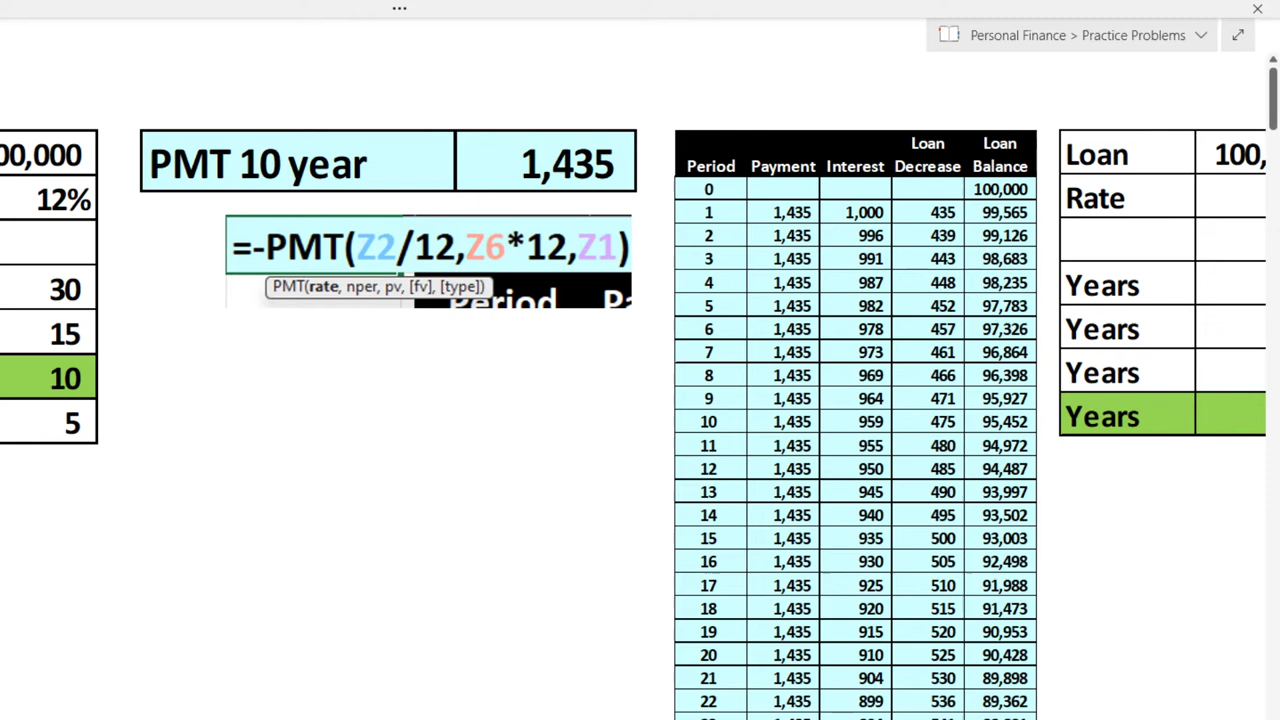 Personal Finance > Practice Problems
00,000
12%
30
15
10
5
PMT 10 year 1,435
=-PMT(Z2/12,Z6*12,Z1)
PMT(rate, nper, pv, [fv], [type])
Period Pa
Period Payment Interest Loan Decrease Loan Balance
0 100,000
1 1,435 1,000 435 99,565
2 1,435 996 439 99,126
3 1,435 991 443 98,683
4 1,435 987 448 98,235
5 1,435 982 452 97,783
6 1,435 978 457 97,326
7 1,435 973 461 96,864
8 1,435 969 466 96,398
9 1,435 964 471 95,927
10 1,435 959 475 95,452
11 1,435 955 480 94,972
12 1,435 950 485 94,487
13 1,435 945 490 93,997
14 1,435 940 495 93,502
15 1,435 935 500 93,003
16 1,435 930 505 92,498
17 1,435 925 510 91,988
18 1,435 920 515 91,473
19 1,435 915 520 90,953
20 1,435 910 525 90,428
21 1,435 904 530 89,898
22 1,435 899 536 89,362
Loan 100,
Rate
Years
Years
Years
Years